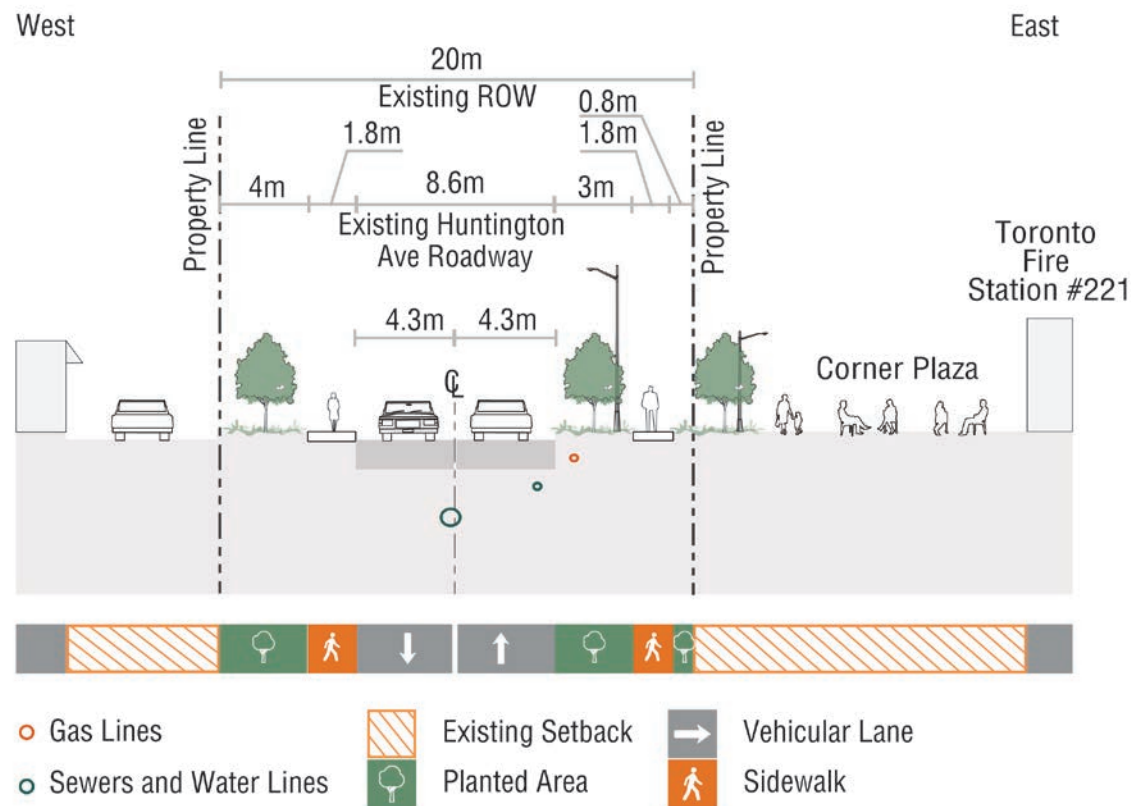 West
East
20m
Existing ROW
0.8m
1.8m
1.8m
4m
8.6m
3m
Property Line
Property Line
Existing Huntington
Ave Roadway
Toronto
Fire
Station #221
4.3m
4.3m
℄
Corner Plaza
Gas Lines
Existing Setback
Vehicular Lane
Sewers and Water Lines
Planted Area
Sidewalk